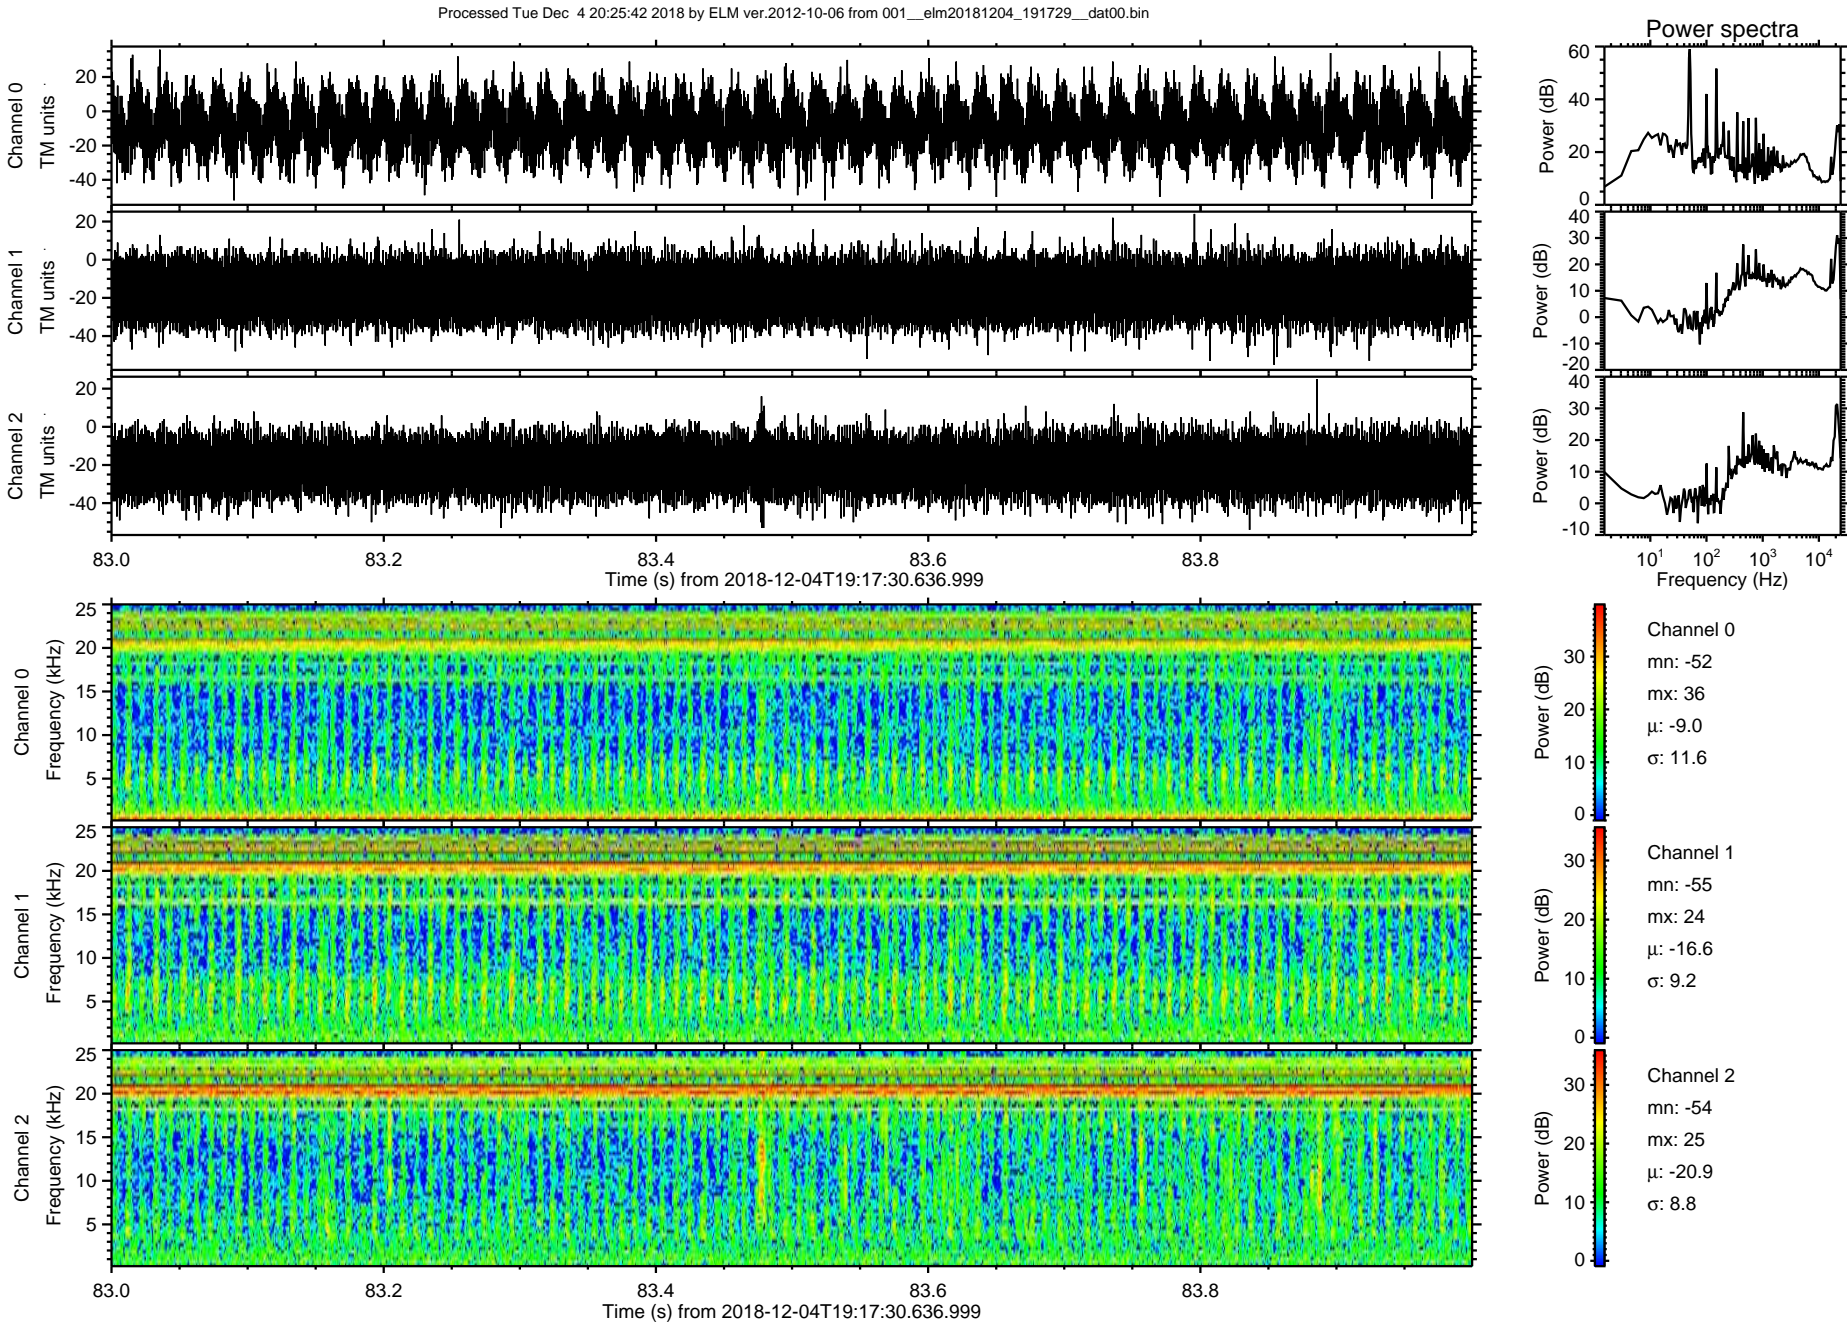 Processed Tue Dec  4 20:25:42 2018 by ELM ver.2012-10-06 from 001__elm20181204_191729__dat00.bin
Power spectra
Channel 0
TM units
20
0
-20
-40
Power (dB)
60
40
20
0
Channel 1
TM units
20
0
-20
-40
Power (dB)
40
30
20
10
0
-10
-20
Channel 2
TM units
20
0
-20
-40
Power (dB)
40
30
20
10
0
-10
83.0 83.2 83.4 83.6 83.8
Time (s) from 2018-12-04T19:17:30.636.999
10¹ 10² 10³ 10⁴
Frequency (Hz)
Channel 0
Frequency (kHz)
25
20
15
10
5
Power (dB)
30
20
10
0
Channel 0
mn: -52
mx: 36
μ: -9.0
σ: 11.6
Channel 1
Frequency (kHz)
25
20
15
10
5
Power (dB)
30
20
10
0
Channel 1
mn: -55
mx: 24
μ: -16.6
σ: 9.2
Channel 2
Frequency (kHz)
25
20
15
10
5
Power (dB)
30
20
10
0
Channel 2
mn: -54
mx: 25
μ: -20.9
σ: 8.8
83.0 83.2 83.4 83.6 83.8
Time (s) from 2018-12-04T19:17:30.636.999